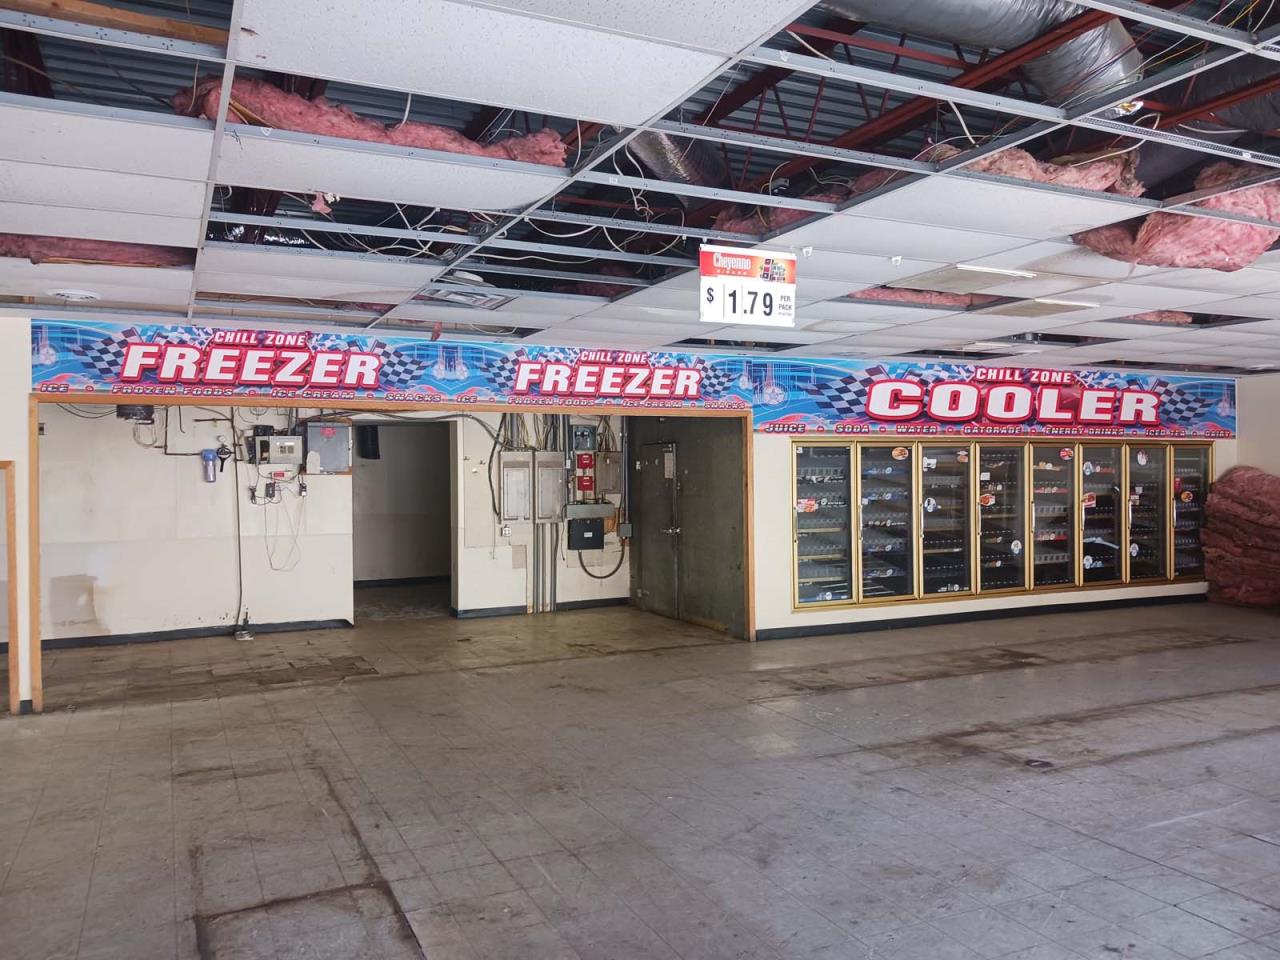 Cheyenne
CIGARS
$ 1.79 PER
PACK
CHILL ZONE
FREEZER
ICE - FROZEN FOODS - ICE CREAM - SNACKS
CHILL ZONE
FREEZER
ICE - FROZEN FOODS - ICE CREAM - SNACKS
CHILL ZONE
COOLER
JUICE - SODA - WATER - GATORADE - ENERGY DRINKS - ICED TEA - DAIRY